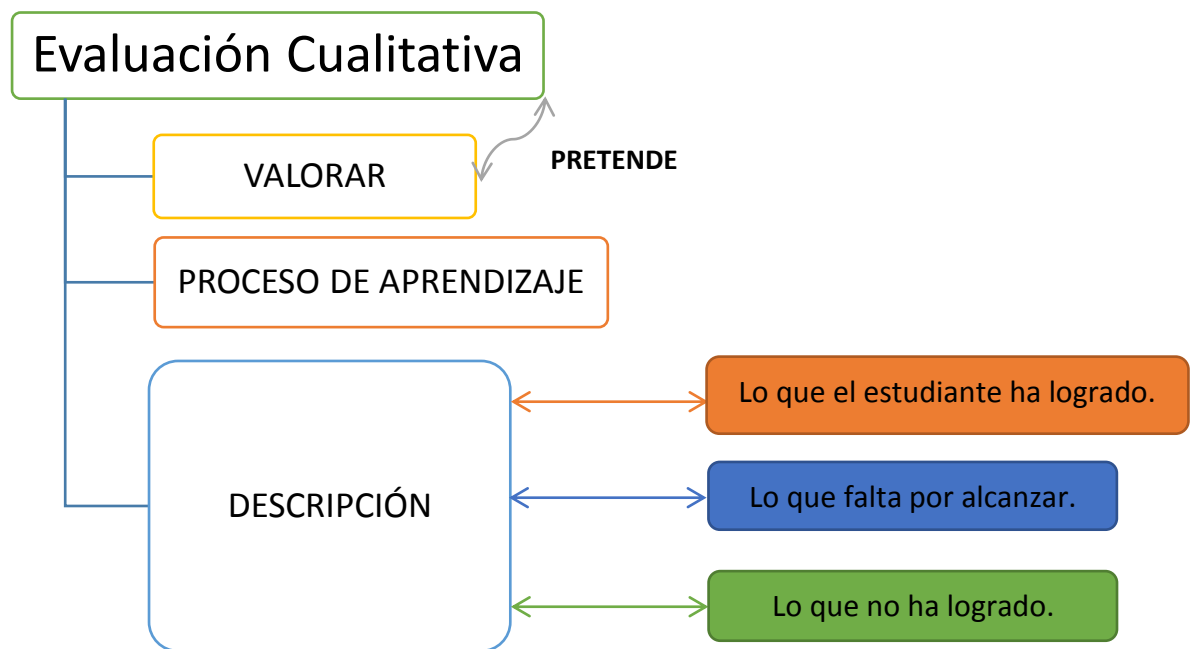 Evaluación Cualitativa
VALORAR
PRETENDE
PROCESO DE APRENDIZAJE
DESCRIPCIÓN
Lo que el estudiante ha logrado.
Lo que falta por alcanzar.
Lo que no ha logrado.